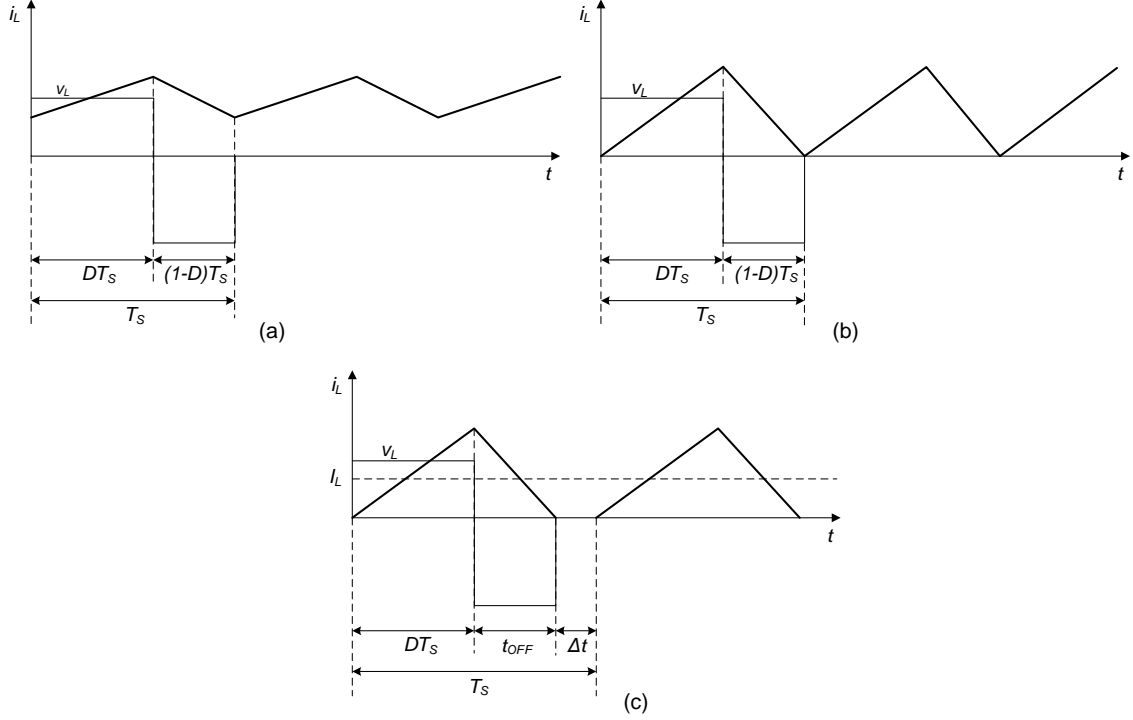 i_L
v_L
t
DT_S
(1-D)T_S
T_S
(a)
i_L
v_L
t
DT_S
(1-D)T_S
T_S
(b)
i_L
v_L
I_L
t
DT_S
t_OFF
Δt
T_S
(c)